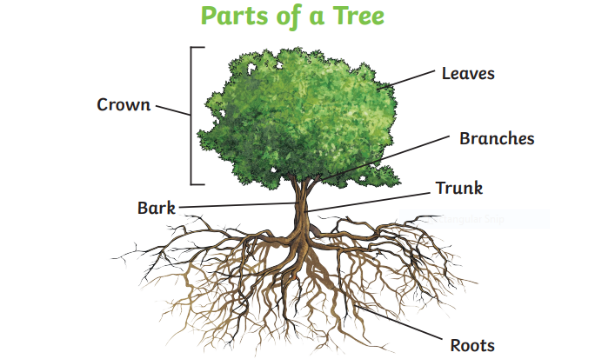 Parts of a Tree
Leaves
Crown
Branches
Trunk
Bark
Roots